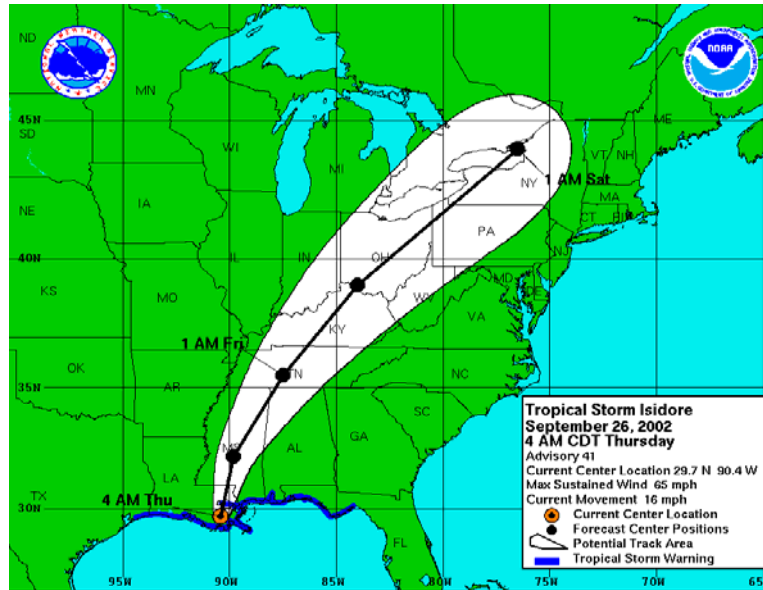 ND
MN
ME
NOAA
45N
SD
WI
VT
NH
MI
1 AM Sat
NY
MA
IA
CT
RI
NE
PA
40N
IL
IN
OH
NJ
MD
DE
WV
KS
MO
VA
KY
1 AM Fri
OK
TN
NC
AR
35N
SC
MS
AL
GA
LA
4 AM Thu
TX
30N
FL
95W
90W
85W
80W
75W
70W
65
Tropical Storm Isidore
September 26, 2002
4 AM CDT Thursday
Advisory 41
Current Center Location 29.7 N 90.4 W
Max Sustained Wind 65 mph
Current Movement 16 mph
Current Center Location
Forecast Center Positions
Potential Track Area
Tropical Storm Warning